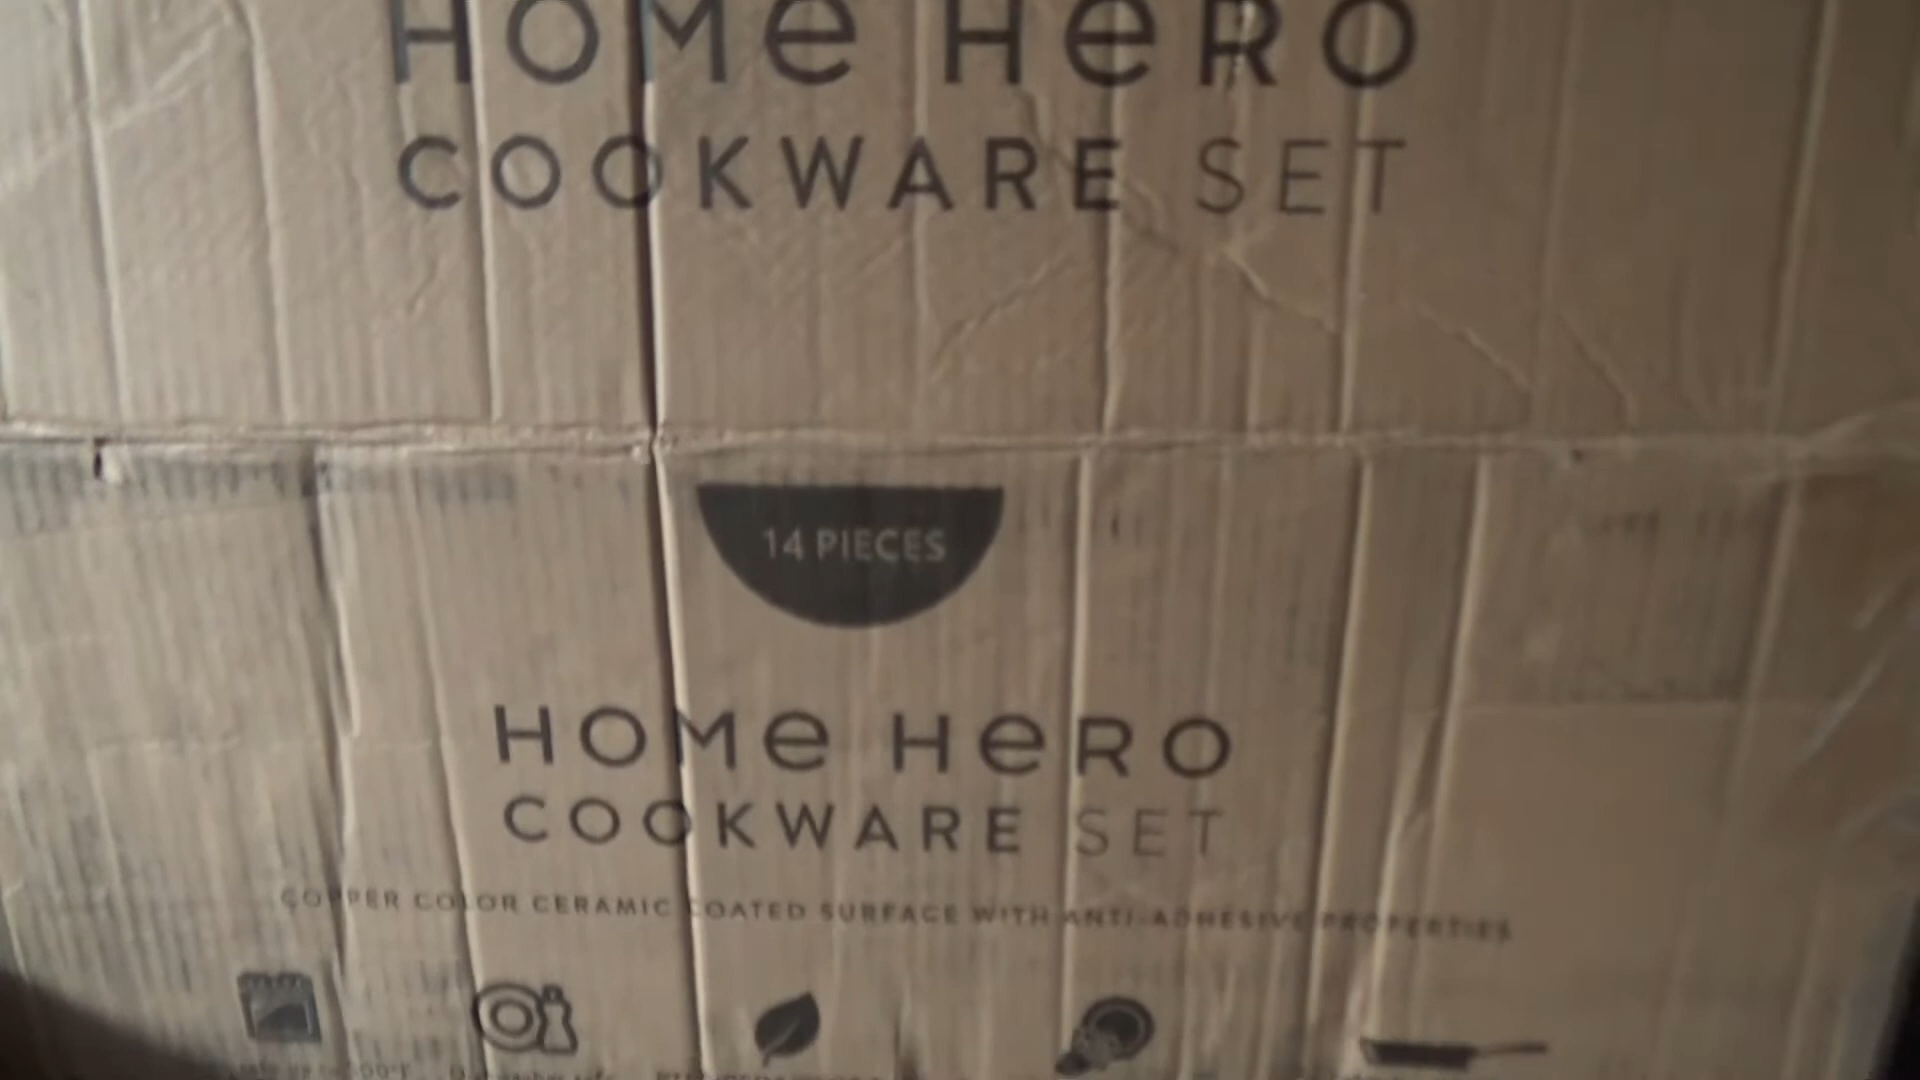 HOMe HeRO
COOKWARE SET
14 PIECES
HOMe HeRO
COOKWARE SET
COPPER COLOR CERAMIC COATED SURFACE WITH ANTI-ADHESIVE PROPERTIES